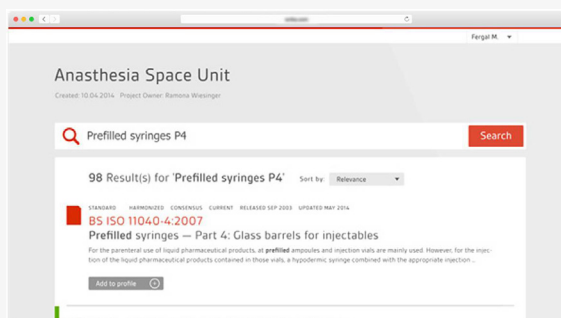 Fergal M.
Anasthesia Space Unit
Created: 10.04.2014 Project Owner: Ramona Wiesinger
Prefilled syringes P4
Search
98 Result(s) for 'Prefilled syringes P4' Sort by: Relevance
STANDARD HARMONIZED CONSENSUS CURRENT RELEASED SEP 2003 UPDATED MAY 2014
BS ISO 11040-4:2007
Prefilled syringes — Part 4: Glass barrels for injectables
For the parenteral use of liquid pharmaceutical products, at prefilled ampoules and injection vials are mainly used. However, for the injec-
tion of the liquid pharmaceutical products contained in those vials, a hypodermic syringe combined with the appropriate injection ...
Add to profile